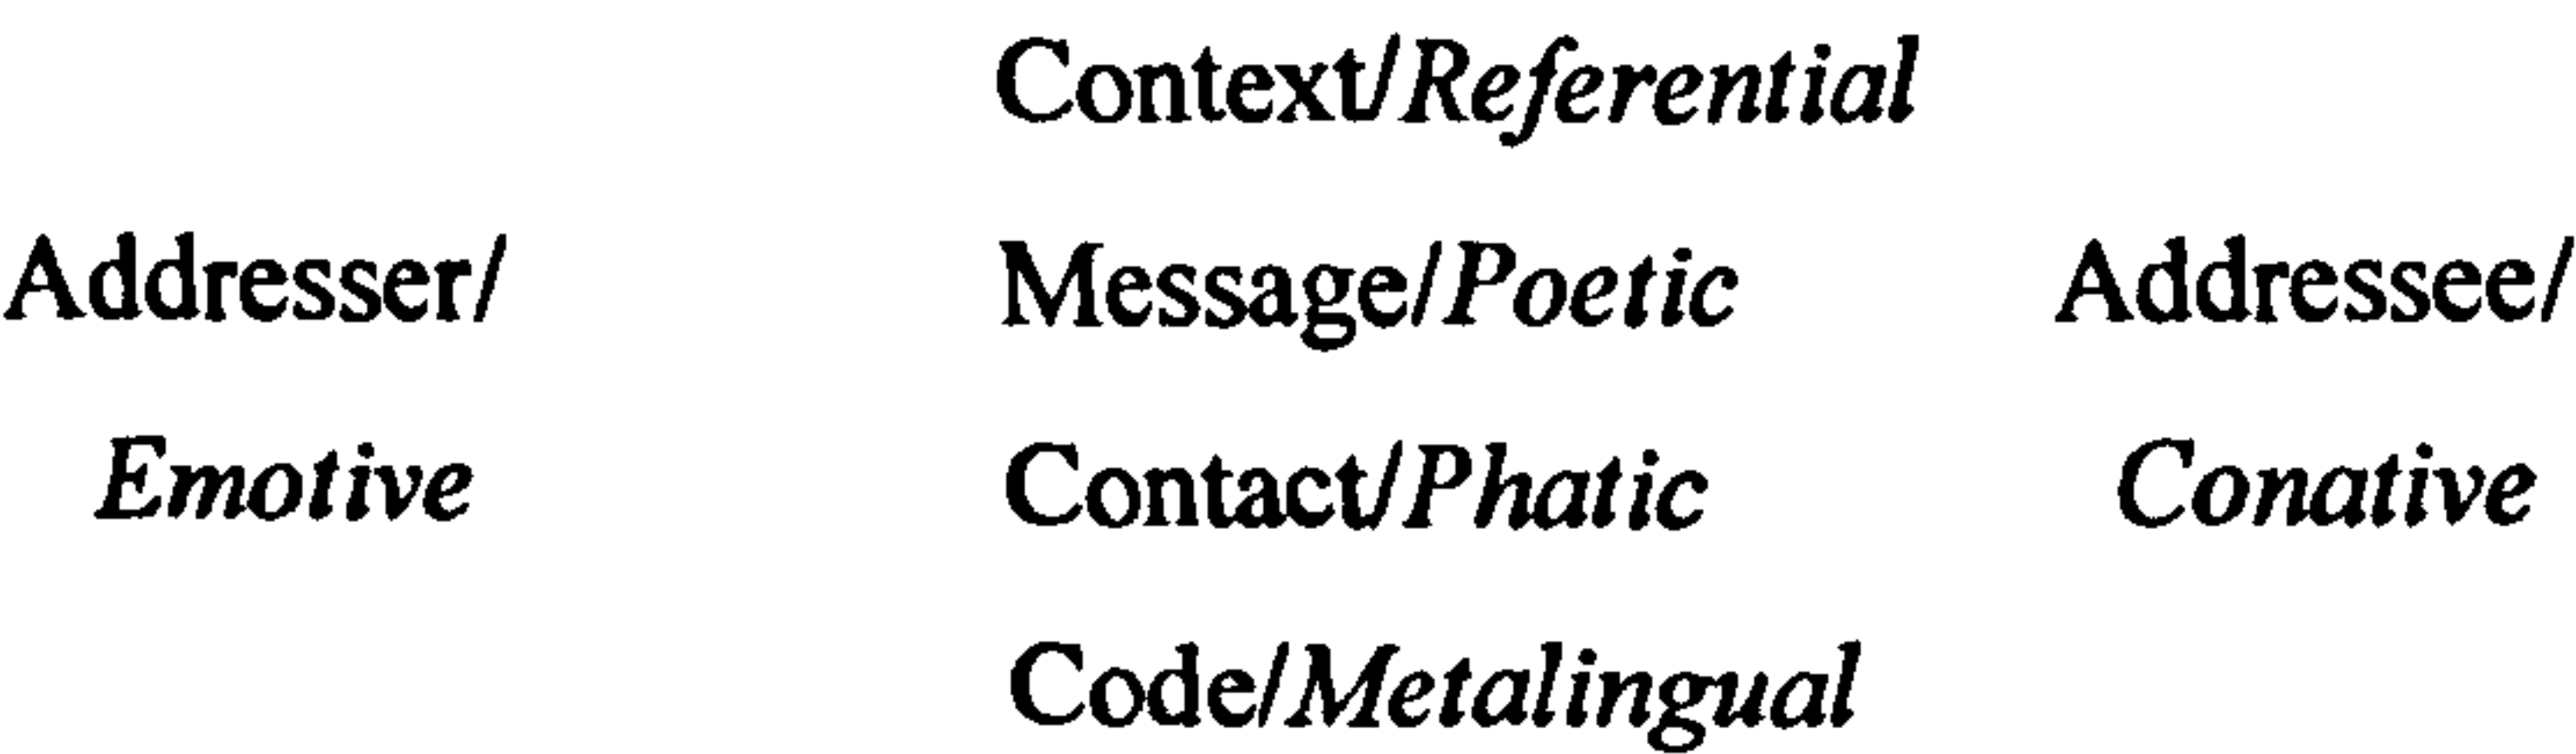 Context/Referential
Addresser/ Message/Poetic Addressee/
Emotive Contact/Phatic Conative
Code/Metalingual